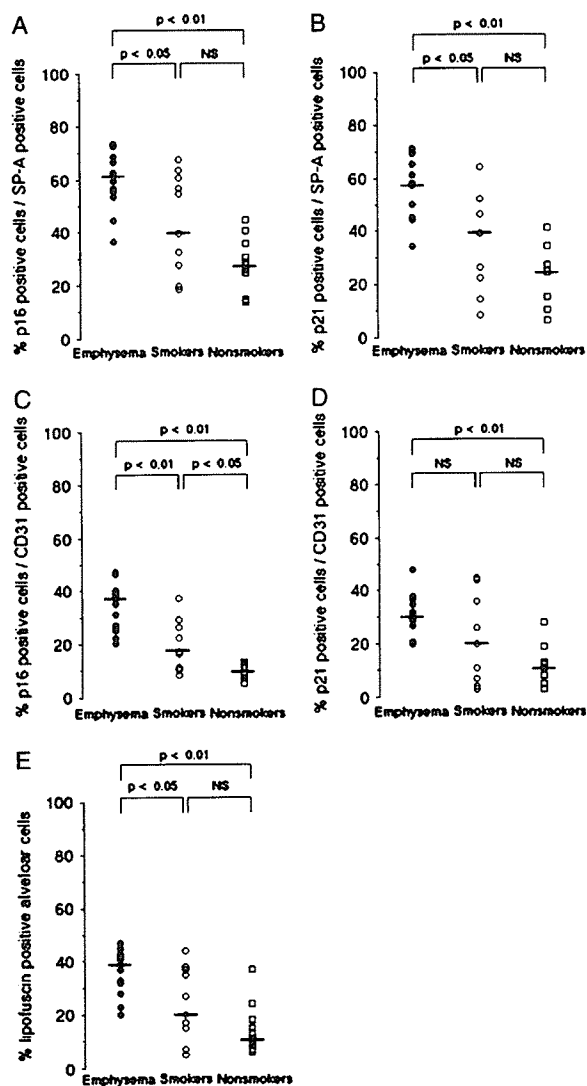 A
p < 0.01
p < 0.05
NS
% p16 positive cells / SP-A positive cells
100
80
60
40
20
0
Emphysema Smokers Nonsmokers
B
p < 0.01
p < 0.05
NS
% p21 positive cells / SP-A positive cells
100
80
60
40
20
0
Emphysema Smokers Nonsmokers
C
p < 0.01
p < 0.01
p < 0.05
% p16 positive cells / CD31 positive cells
100
80
60
40
20
0
Emphysema Smokers Nonsmokers
D
p < 0.01
NS
NS
% p21 positive cells / CD31 positive cells
100
80
60
40
20
0
Emphysema Smokers Nonsmokers
E
p < 0.01
p < 0.05
NS
% lipofuscin positive alveloar cells
100
80
60
40
20
0
Emphysema Smokers Nonsmokers